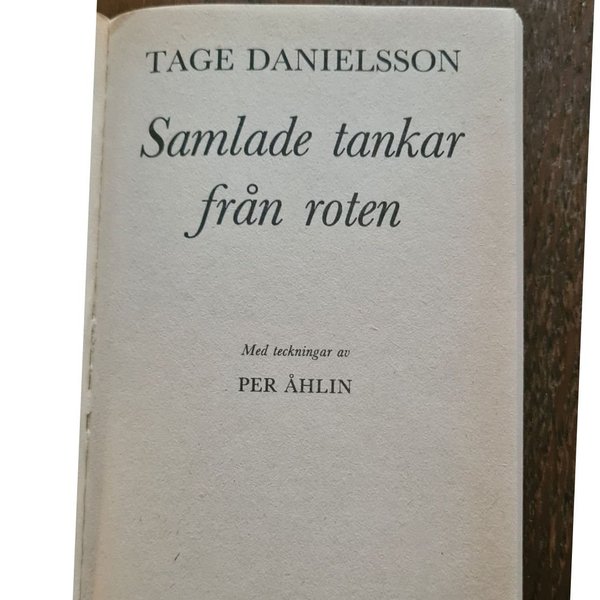 TAGE DANIELSSON
Samlade tankar
från roten
Med teckningar av
PER ÅHLIN